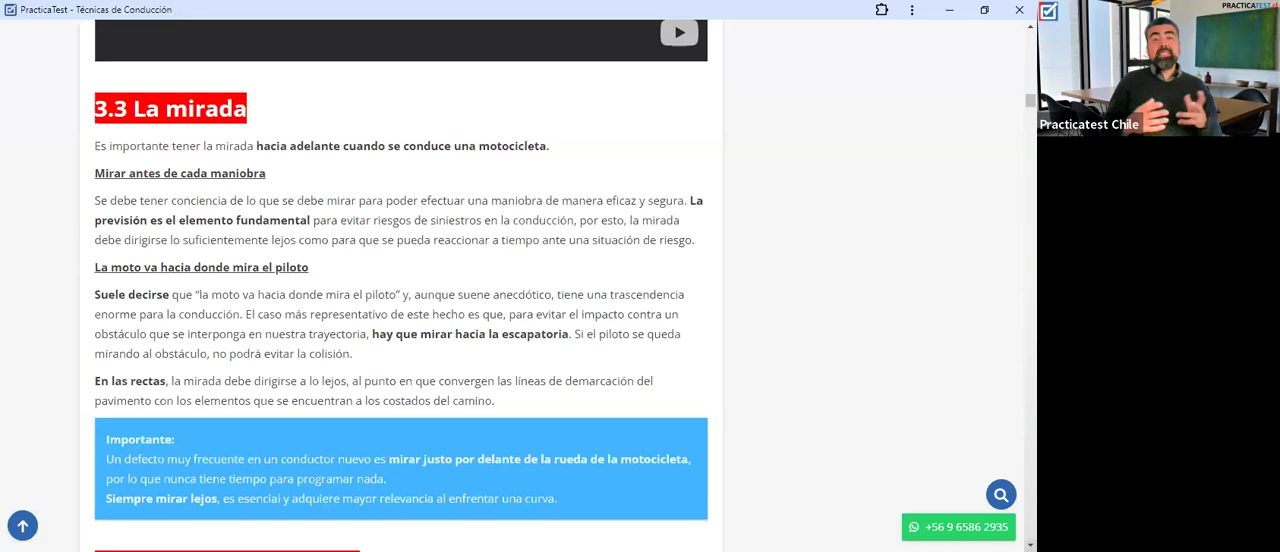 PracticaTest - Técnicas de Conducción
PRACTICATEST.cl
Practicatest Chile
3.3 La mirada
Es importante tener la mirada hacia adelante cuando se conduce una motocicleta.
Mirar antes de cada maniobra
Se debe tener conciencia de lo que se debe mirar para poder efectuar una maniobra de manera eficaz y segura. La
previsión es el elemento fundamental para evitar riesgos de siniestros en la conducción, por esto, la mirada
debe dirigirse lo suficientemente lejos como para que se pueda reaccionar a tiempo ante una situación de riesgo.
La moto va hacia donde mira el piloto
Suele decirse que “la moto va hacia donde mira el piloto” y, aunque suene anecdótico, tiene una trascendencia
enorme para la conducción. El caso más representativo de este hecho es que, para evitar el impacto contra un
obstáculo que se interponga en nuestra trayectoria, hay que mirar hacia la escapatoria. Si el piloto se queda
mirando al obstáculo, no podrá evitar la colisión.
En las rectas, la mirada debe dirigirse a lo lejos, al punto en que convergen las líneas de demarcación del
pavimento con los elementos que se encuentran a los costados del camino.
Importante:
Un defecto muy frecuente en un conductor nuevo es mirar justo por delante de la rueda de la motocicleta,
por lo que nunca tiene tiempo para programar nada.
Siempre mirar lejos, es esencial y adquiere mayor relevancia al enfrentar una curva.
+56 9 6586 2935